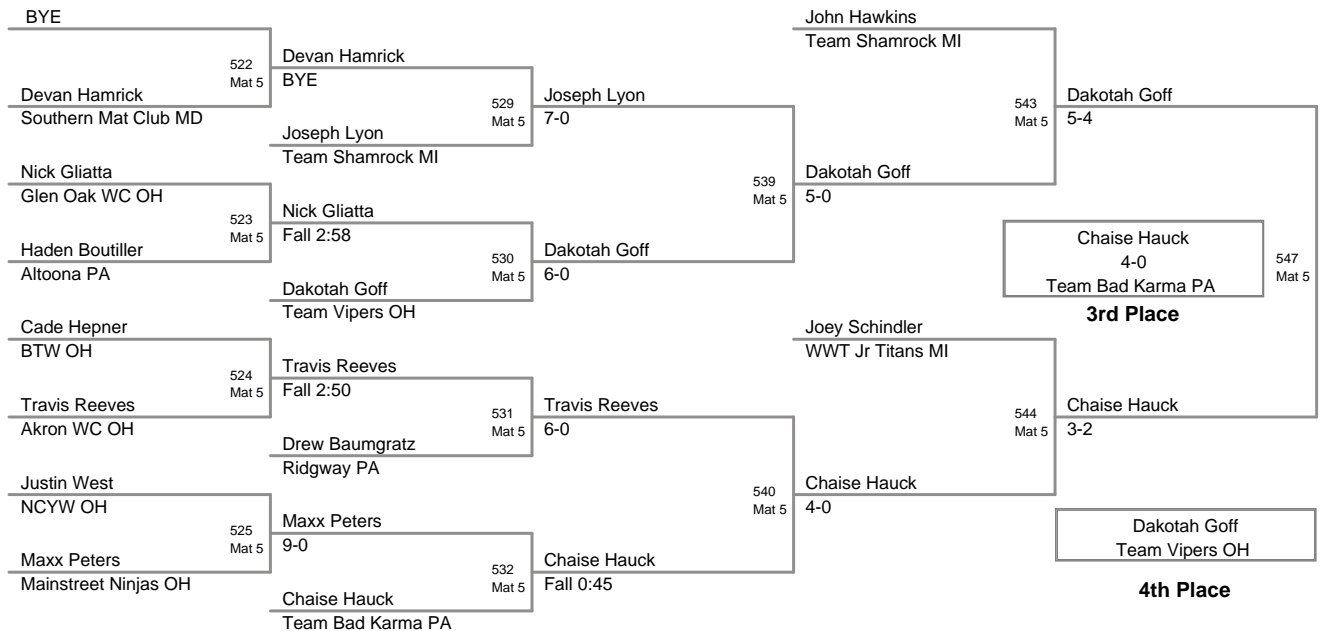 BYE
522
Mat 5
Devan Hamrick
Southern Mat Club MD
Nick Gliatta
Glen Oak WC OH
523
Mat 5
Haden Boutiller
Altoona PA
Cade Hepner
BTW OH
524
Mat 5
Travis Reeves
Akron WC OH
Justin West
NCYW OH
525
Mat 5
Maxx Peters
Mainstreet Ninjas OH
Devan Hamrick
BYE
529
Mat 5
Joseph Lyon
Team Shamrock MI
Nick Gliatta
Fall 2:58
530
Mat 5
Dakotah Goff
Team Vipers OH
Travis Reeves
Fall 2:50
531
Mat 5
Drew Baumgratz
Ridgway PA
Maxx Peters
9-0
532
Mat 5
Chaise Hauck
Team Bad Karma PA
Joseph Lyon
7-0
539
Mat 5
Dakotah Goff
6-0
Travis Reeves
6-0
540
Mat 5
Chaise Hauck
Fall 0:45
John Hawkins
Team Shamrock MI
543
Mat 5
Dakotah Goff
5-0
Joey Schindler
WWT Jr Titans MI
544
Mat 5
Chaise Hauck
4-0
Dakotah Goff
5-4
547
Mat 5
Chaise Hauck
3-2
Chaise Hauck
4-0
Team Bad Karma PA
3rd Place
Dakotah Goff
Team Vipers OH
4th Place